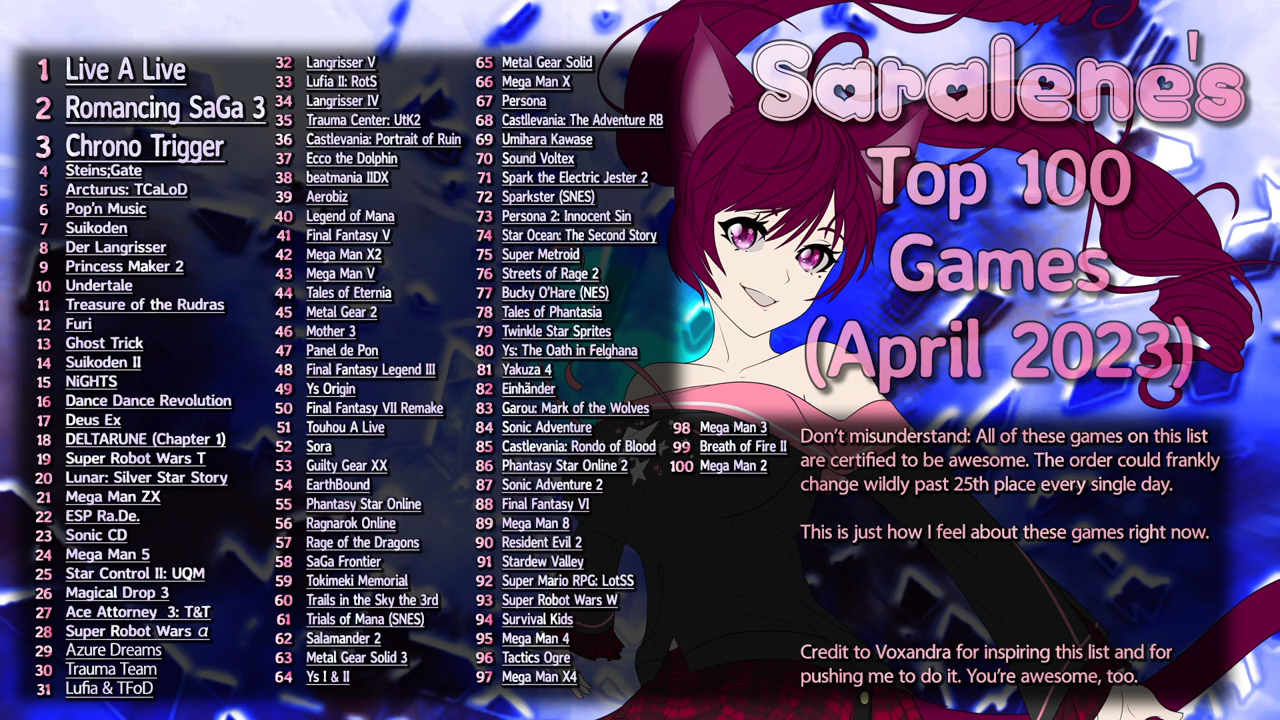 Saralene's
Top 100
Games
(April 2023)
1 Live A Live
2 Romancing SaGa 3
3 Chrono Trigger
4 Steins;Gate
5 Arcturus: TCaLoD
6 Pop'n Music
7 Suikoden
8 Der Langrisser
9 Princess Maker 2
10 Undertale
11 Treasure of the Rudras
12 Furi
13 Ghost Trick
14 Suikoden II
15 NiGHTS
16 Dance Dance Revolution
17 Deus Ex
18 DELTARUNE (Chapter 1)
19 Super Robot Wars T
20 Lunar: Silver Star Story
21 Mega Man ZX
22 ESP Ra.De.
23 Sonic CD
24 Mega Man 5
25 Star Control II: UQM
26 Magical Drop 3
27 Ace Attorney 3: T&T
28 Super Robot Wars α
29 Azure Dreams
30 Trauma Team
31 Lufia & TFoD
32 Langrisser V
33 Lufia II: RotS
34 Langrisser IV
35 Trauma Center: UtK2
36 Castlevania: Portrait of Ruin
37 Ecco the Dolphin
38 beatmania IIDX
39 Aerobiz
40 Legend of Mana
41 Final Fantasy V
42 Mega Man X2
43 Mega Man V
44 Tales of Eternia
45 Metal Gear 2
46 Mother 3
47 Panel de Pon
48 Final Fantasy Legend III
49 Ys Origin
50 Final Fantasy VII Remake
51 Touhou A Live
52 Sora
53 Guilty Gear XX
54 EarthBound
55 Phantasy Star Online
56 Ragnarok Online
57 Rage of the Dragons
58 SaGa Frontier
59 Tokimeki Memorial
60 Trails in the Sky the 3rd
61 Trials of Mana (SNES)
62 Salamander 2
63 Metal Gear Solid 3
64 Ys I & II
65 Metal Gear Solid
66 Mega Man X
67 Persona
68 Castllevania: The Adventure RB
69 Umihara Kawase
70 Sound Voltex
71 Spark the Electric Jester 2
72 Sparkster (SNES)
73 Persona 2: Innocent Sin
74 Star Ocean: The Second Story
75 Super Metroid
76 Streets of Rage 2
77 Bucky O'Hare (NES)
78 Tales of Phantasia
79 Twinkle Star Sprites
80 Ys: The Oath in Felghana
81 Yakuza 4
82 Einhänder
83 Garou: Mark of the Wolves
84 Sonic Adventure
85 Castlevania: Rondo of Blood
86 Phantasy Star Online 2
87 Sonic Adventure 2
88 Final Fantasy VI
89 Mega Man 8
90 Resident Evil 2
91 Stardew Valley
92 Super Mario RPG: LotSS
93 Super Robot Wars W
94 Survival Kids
95 Mega Man 4
96 Tactics Ogre
97 Mega Man X4
98 Mega Man 3
99 Breath of Fire II
100 Mega Man 2
Don't misunderstand: All of these games on this list
are certified to be awesome. The order could frankly
change wildly past 25th place every single day.
This is just how I feel about these games right now.
Credit to Voxandra for inspiring this list and for
pushing me to do it. You're awesome, too.